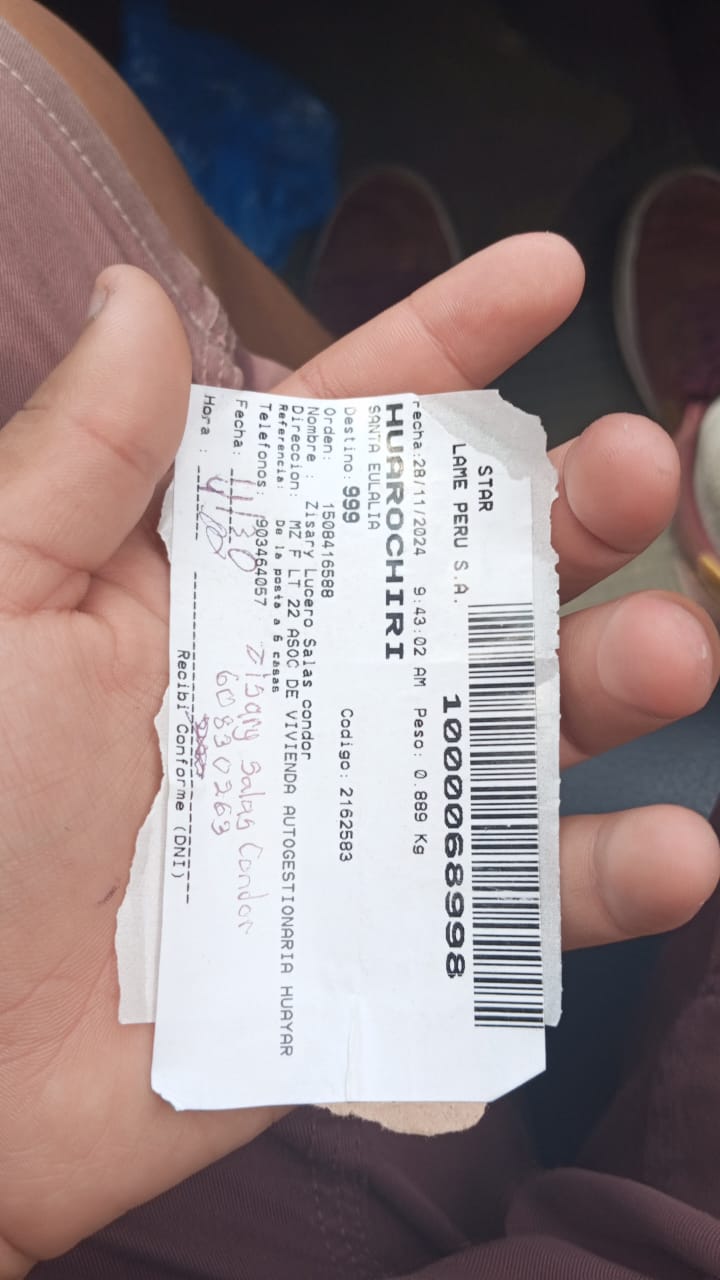 STAR
LAME PERU S.A.
10000068998
Fecha:28/11/2024 9:43:02 AM Peso: 0.889 Kg
HUAROCHIRI
SANTA EULALIA
Destino: 999 Codigo: 2162583
Orden: 1508416588
Nombre : Zisary Lucero Salas condor
Direccion: MZ F LT 22 ASOC DE VIVIENDA AUTOGESTIONARIA HUAYAR
Referencia: De la posta a 6 casas
Telefonos: 903464057
Zisary Salas Condor
Fecha:
60830263
Hora :
Recibi Conforme (DNI)